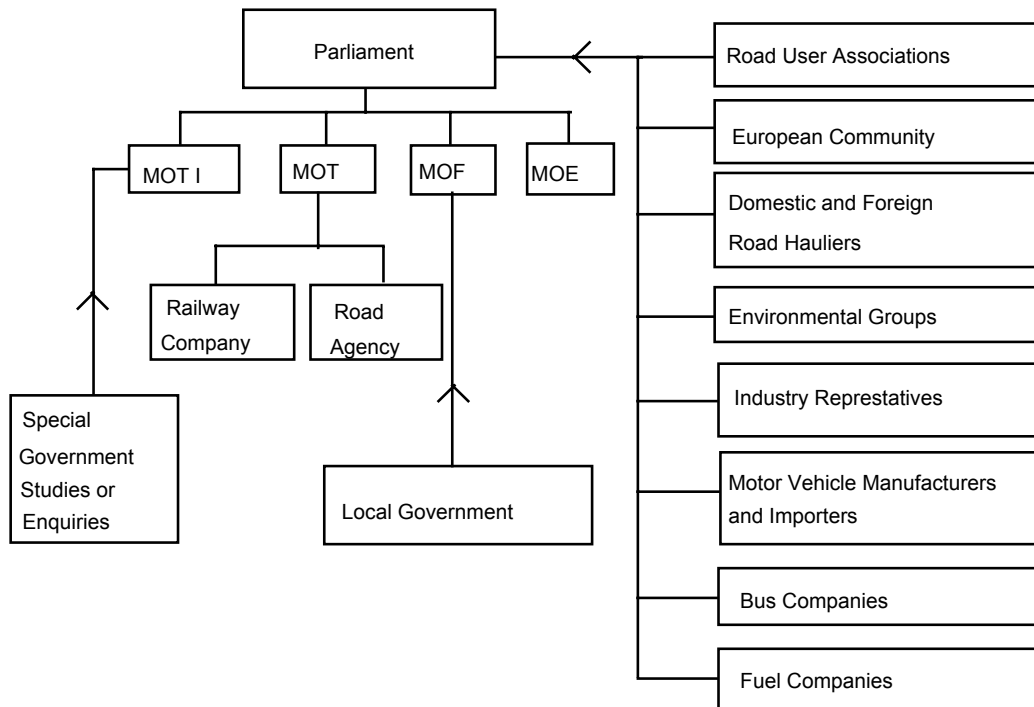 Parliament
MOT I
MOT
MOF
MOE
Railway
Company
Road
Agency
Special
Government
Studies or
Enquiries
Local Government
Road User Associations
European Community
Domestic and Foreign
Road Hauliers
Environmental Groups
Industry Represtatives
Motor Vehicle Manufacturers
and Importers
Bus Companies
Fuel Companies